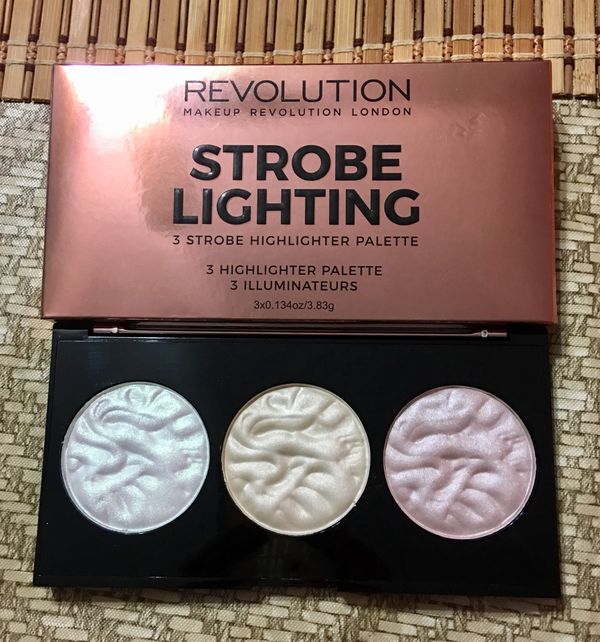 REVOLUTION
MAKEUP REVOLUTION LONDON
STROBE
LIGHTING
3 STROBE HIGHLIGHTER PALETTE
3 HIGHLIGHTER PALETTE
3 ILLUMINATEURS
3x0.134oz/3.83g